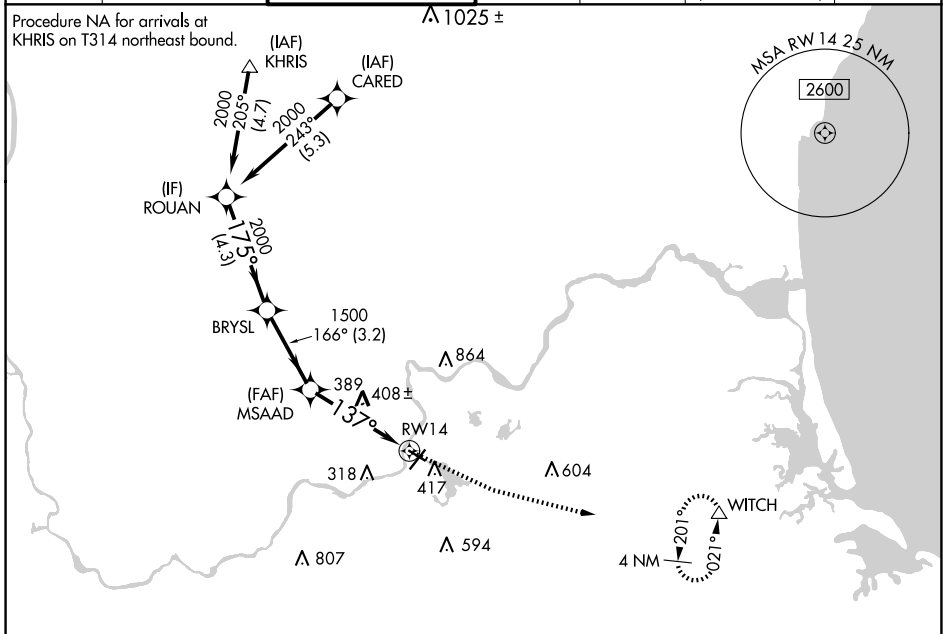 Procedure NA for arrivals at
KHRIS on T314 northeast bound.
1025 ±
(IAF)
KHRIS
(IAF)
CARED
MSA RW 14 25 NM
2600
2000
205°
(4.7)
2000
243°
(5.3)
(IF)
ROUAN
2000
175°
(4.3)
BRYSL
1500
166° (3.2)
864
(FAF)
MSAAD
389
408 ±
137°
RW14
318
417
604
WITCH
201°
021°
4 NM
594
807